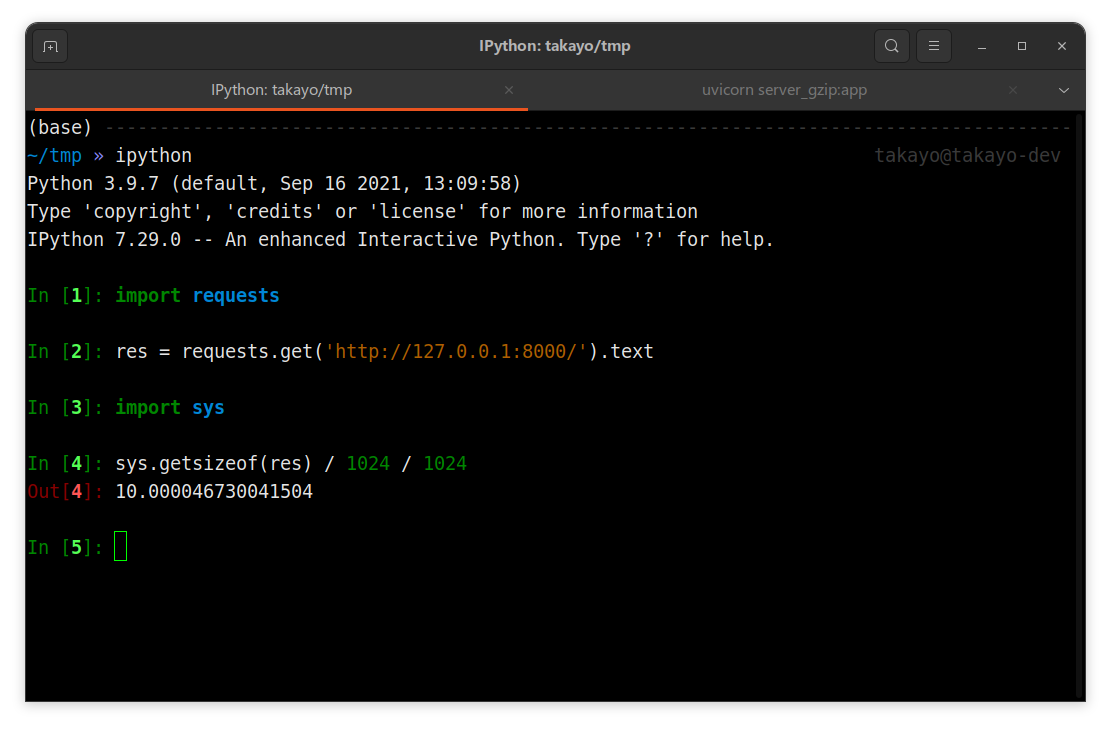 IPython: takayo/tmp
IPython: takayo/tmp
uvicorn server_gzip:app
(base) ----------------------------------------------------------------------------------------
~/tmp » ipython takayo@takayo-dev
Python 3.9.7 (default, Sep 16 2021, 13:09:58)
Type 'copyright', 'credits' or 'license' for more information
IPython 7.29.0 -- An enhanced Interactive Python. Type '?' for help.
In [1]: import requests
In [2]: res = requests.get('http://127.0.0.1:8000/').text
In [3]: import sys
In [4]: sys.getsizeof(res) / 1024 / 1024
Out[4]: 10.000046730041504
In [5]: